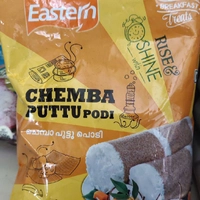 Eastern
BREAKFAST
Treats
RISE &
SHINE
CHEMBA
PUTTU PODI
ചെമ്പാ പുട്ട് പൊടി